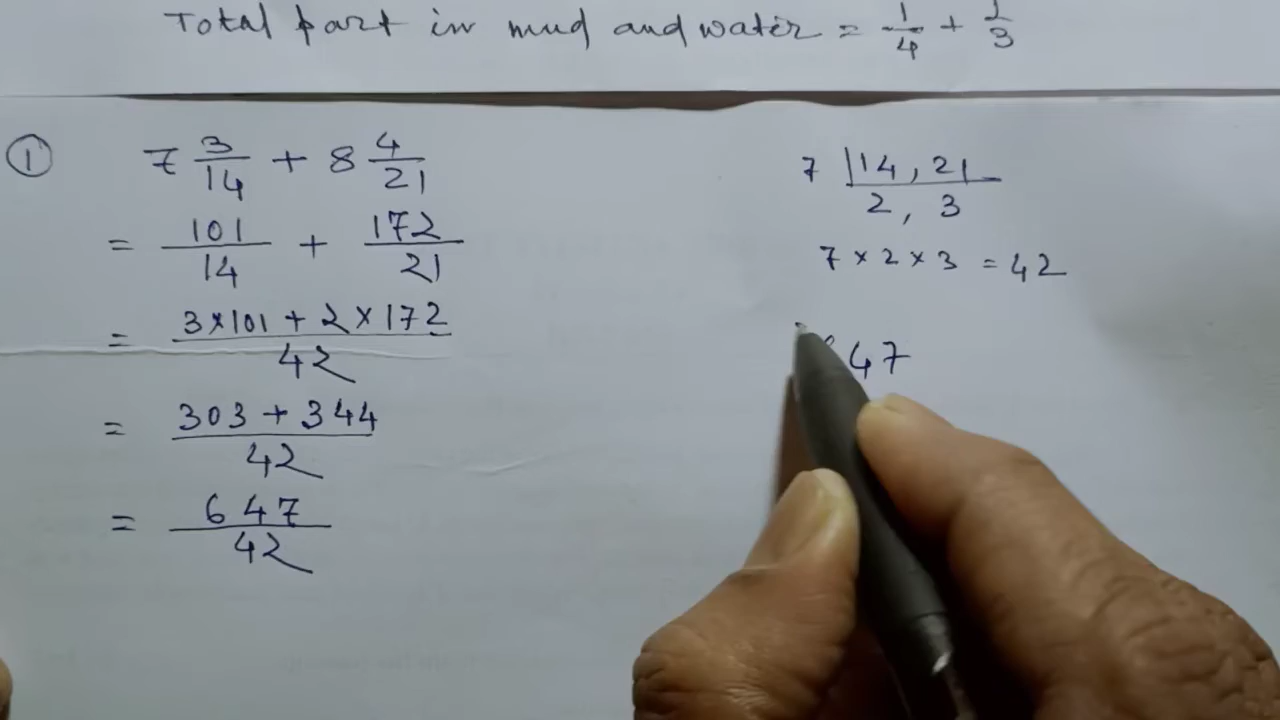 Total part in mud and water = 1/4 + 1/3
① 7 3/14 + 8 4/21
= 101/14 + 172/21
= 3×101 + 2×172 / 42
= 303 + 344 / 42
= 647 / 42
7 | 14, 21
2, 3
7 × 2 × 3 = 42
47